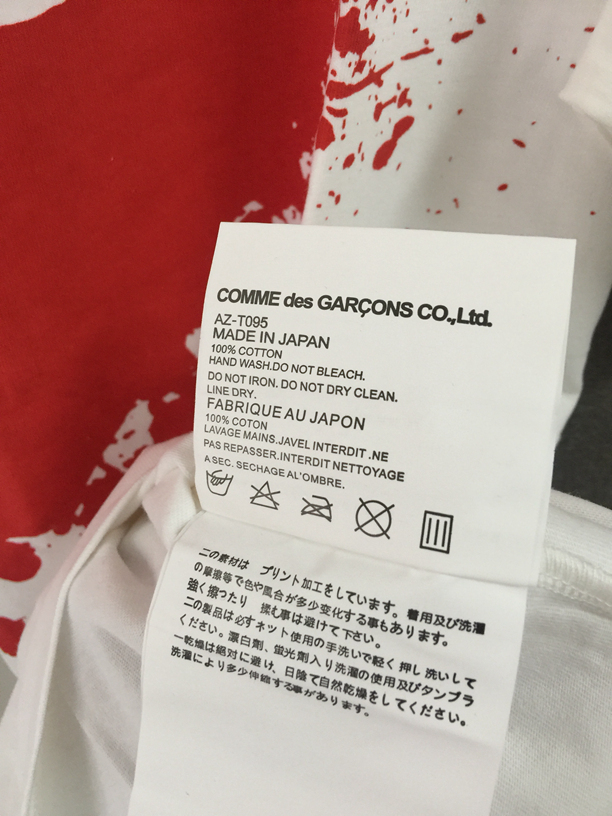 COMME des GARÇONS CO.,Ltd.
AZ-T095
MADE IN JAPAN
100% COTTON
HAND WASH.DO NOT BLEACH.
DO NOT IRON. DO NOT DRY CLEAN.
LINE DRY.
FABRIQUE AU JAPON
100% COTON
LAVAGE MAINS.JAVEL INTERDIT .NE
PAS REPASSER.INTERDIT NETTOYAGE
A SEC. SECHAGE AL'OMBRE.
二の素材は プリント加工をしています。着用及び洗濯
の摩擦等で色や風合が多少変化する事もあります。
強く擦ったり 揉む事は避けて下さい。
二の製品は必ずネット使用の手洗いで軽く押し洗いして
ください。漂白剤、蛍光剤入り洗濯の使用及びタンブラ
一乾燥は絶対に避け、日陰て自然乾燥をしてください。
洗濯により多少伸縮する事があります。